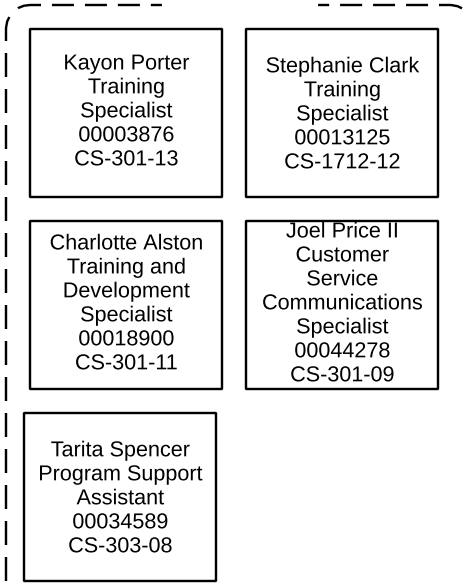 Kayon Porter
Training
Specialist
00003876
CS-301-13
Stephanie Clark
Training
Specialist
00013125
CS-1712-12
Charlotte Alston
Training and
Development
Specialist
00018900
CS-301-11
Joel Price II
Customer
Service
Communications
Specialist
00044278
CS-301-09
Tarita Spencer
Program Support
Assistant
00034589
CS-303-08